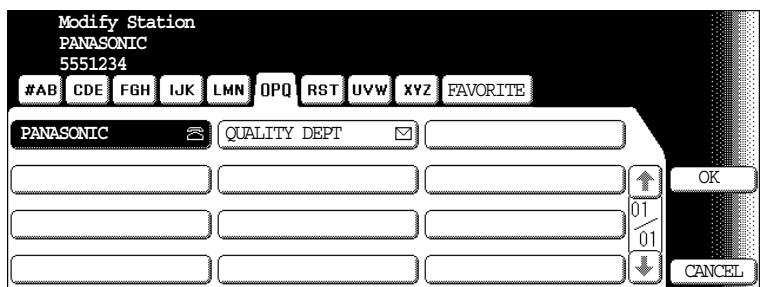 Modify Station
PANASONIC
5551234
#AB CDE FGH IJK LMN OPQ RST UVW XYZ FAVORITE
PANASONIC QUALITY DEPT
OK
01
01
CANCEL